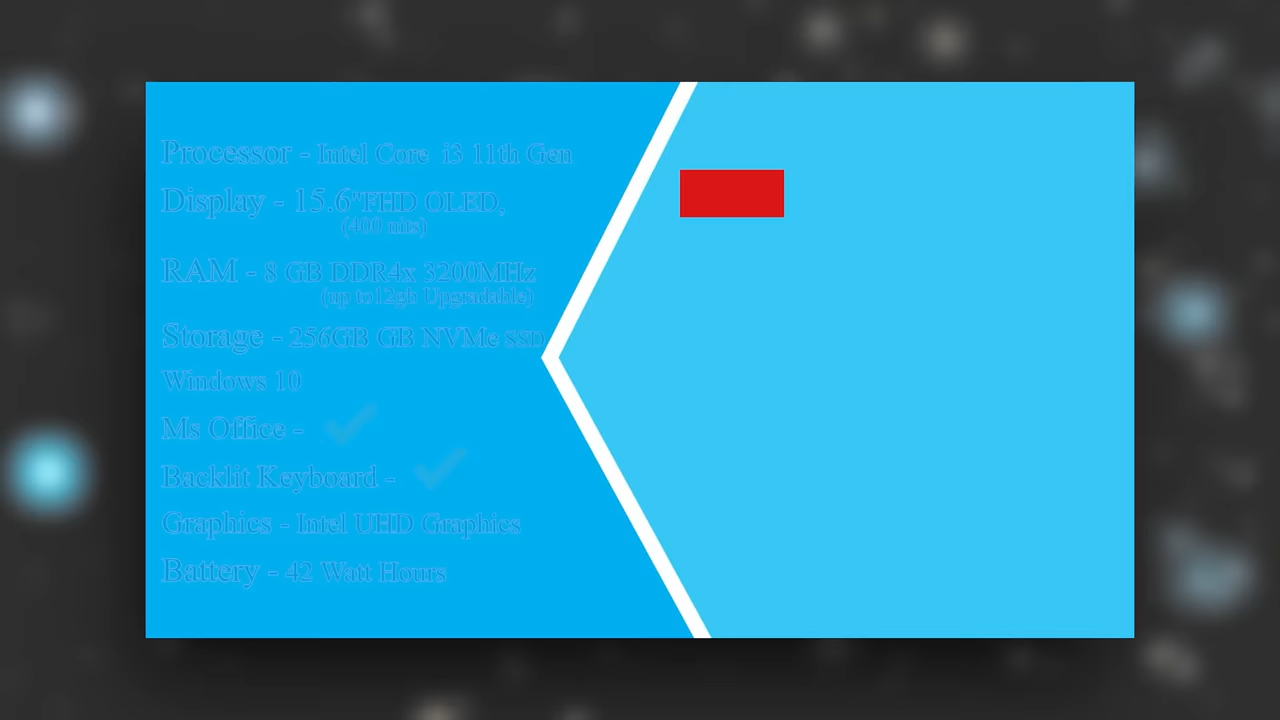 Processor - Intel Core i3 11th Gen
Display - 15.6"FHD OLED,
(400 nits)
RAM - 8 GB DDR4x 3200MHz
(up to12gb Upgradable)
Storage - 256GB GB NVMe SSD
Windows 10
Ms Office -
Backlit Keyboard -
Graphics - Intel UHD Graphics
Battery - 42 Watt Hours